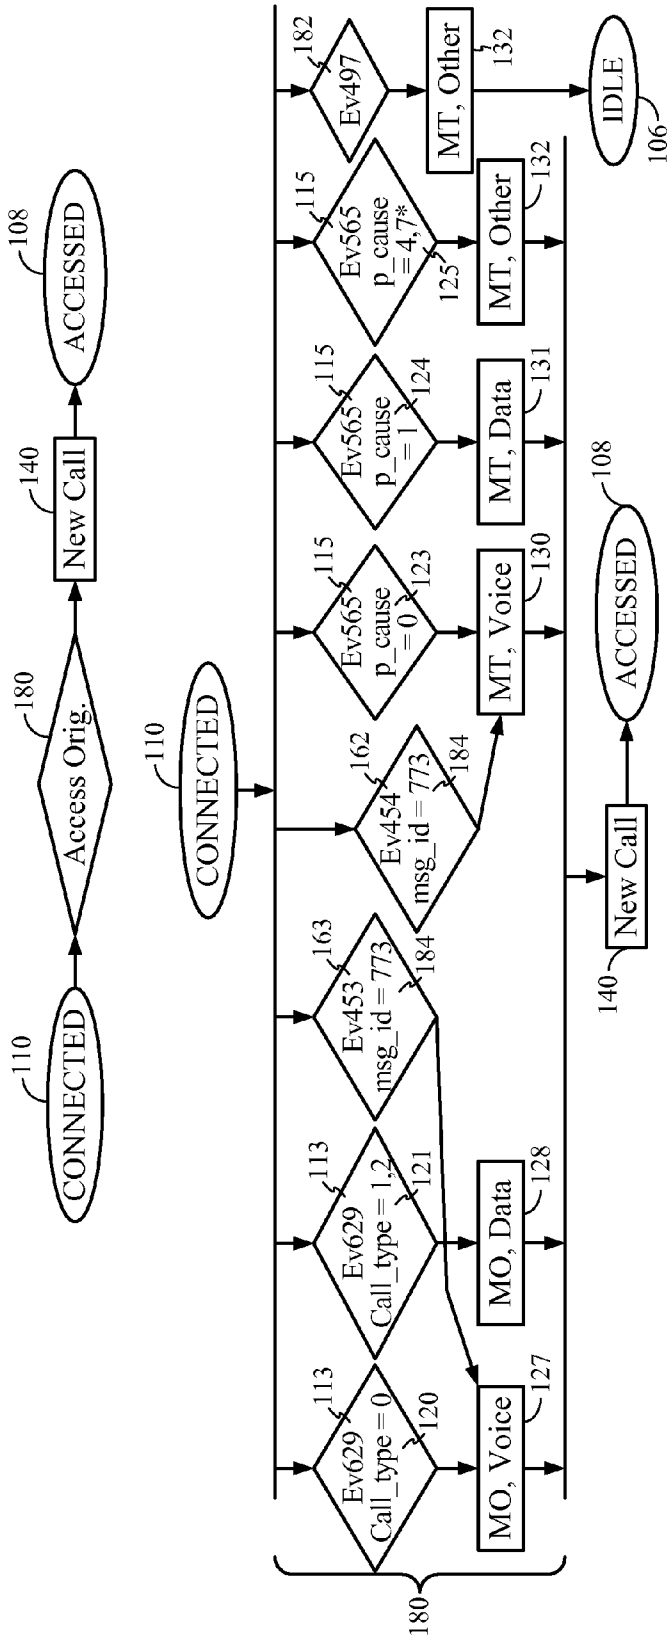 110
CONNECTED
180
Access Orig.
140
New Call
108
ACCESSED
110
CONNECTED
180
113
Ev629
Call_type = 0
120
MO, Voice
127
113
Ev629
Call_type = 1,2
121
MO, Data
128
163
Ev453
msg_id = 773
184
162
Ev454
msg_id = 773
184
115
Ev565
p_cause
= 0
123
MT, Voice
130
115
Ev565
p_cause
= 1
124
MT, Data
131
115
Ev565
p_cause
= 4,7*
125
MT, Other
132
182
Ev497
MT, Other
132
IDLE
106
140
New Call
108
ACCESSED